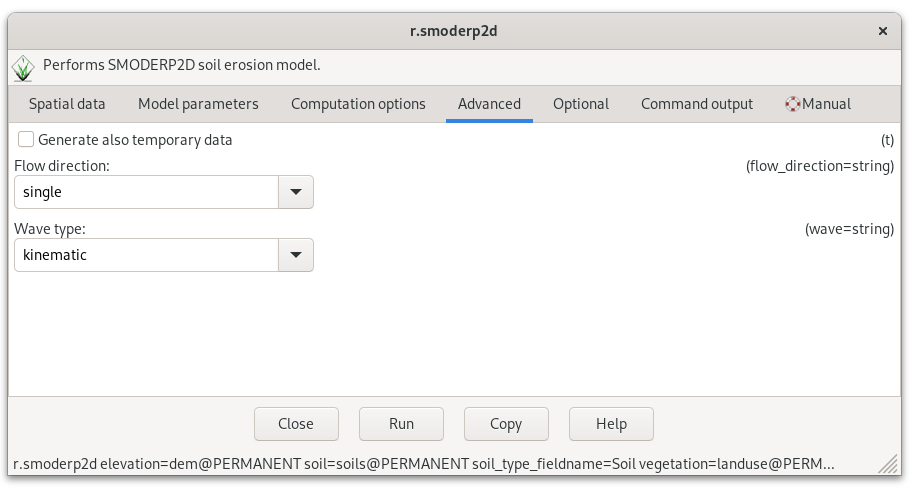 r.smoderp2d
Performs SMODERP2D soil erosion model.
Spatial data Model parameters Computation options Advanced Optional Command output Manual
Generate also temporary data (t)
Flow direction: (flow_direction=string)
single
Wave type: (wave=string)
kinematic
Close Run Copy Help
r.smoderp2d elevation=dem@PERMANENT soil=soils@PERMANENT soil_type_fieldname=Soil vegetation=landuse@PERM...